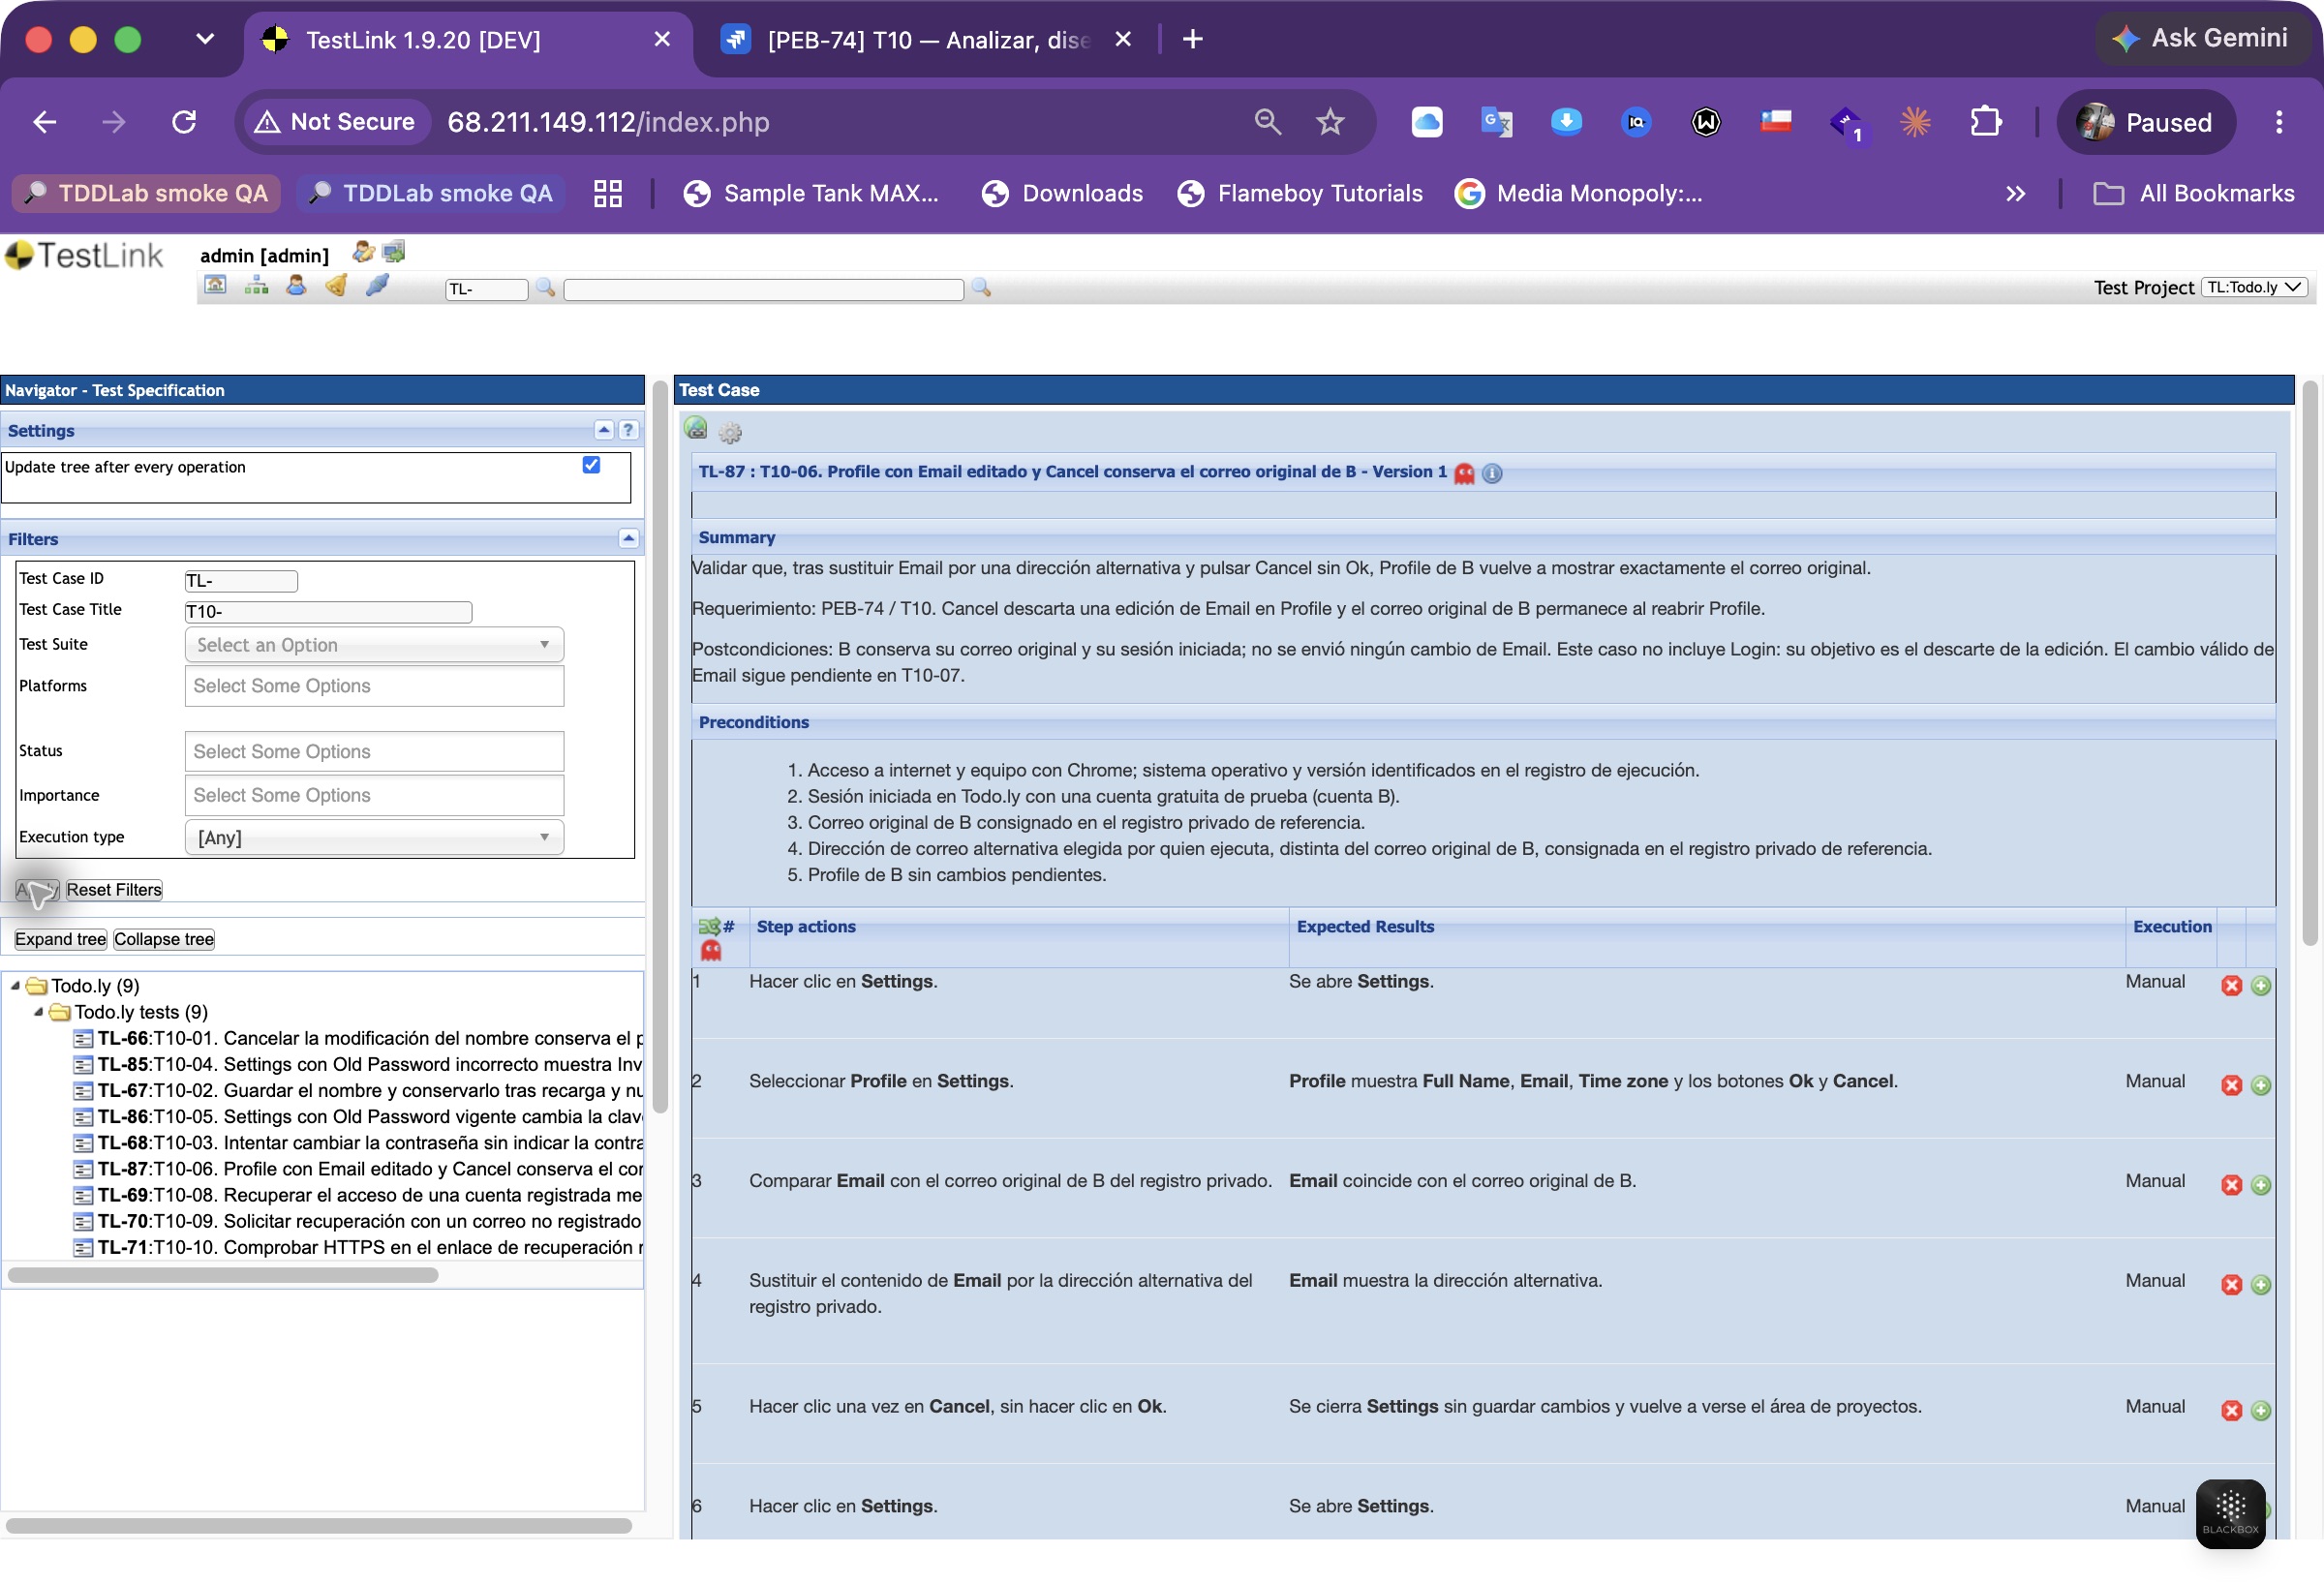 TestLink 1.9.20 [DEV]
[PEB-74] T10 — Analizar, dise
Ask Gemini
Not Secure
68.211.149.112/index.php
1
Paused
TDDLab smoke QA
TDDLab smoke QA
Sample Tank MAX...
Downloads
Flameboy Tutorials
Media Monopoly:...
All Bookmarks
TestLink
admin [admin]
TL-
Test Project
TL:Todo.ly
Navigator - Test Specification
Settings
Update tree after every operation
Filters
Test Case ID
TL-
Test Case Title
T10-
Test Suite
Select an Option
Platforms
Select Some Options
Status
Select Some Options
Importance
Select Some Options
Execution type
[Any]
Reset Filters
Expand tree
Collapse tree
Todo.ly (9)
Todo.ly tests (9)
TL-66:T10-01. Cancelar la modificación del nombre conserva el p
TL-85:T10-04. Settings con Old Password incorrecto muestra Inv
TL-67:T10-02. Guardar el nombre y conservarlo tras recarga y nu
TL-86:T10-05. Settings con Old Password vigente cambia la clav
TL-68:T10-03. Intentar cambiar la contraseña sin indicar la contra
TL-87:T10-06. Profile con Email editado y Cancel conserva el cor
TL-69:T10-08. Recuperar el acceso de una cuenta registrada me
TL-70:T10-09. Solicitar recuperación con un correo no registrado
TL-71:T10-10. Comprobar HTTPS en el enlace de recuperación r
Test Case
TL-87 : T10-06. Profile con Email editado y Cancel conserva el correo original de B - Version 1
Summary
Validar que, tras sustituir Email por una dirección alternativa y pulsar Cancel sin Ok, Profile de B vuelve a mostrar exactamente el correo original.
Requerimiento: PEB-74 / T10. Cancel descarta una edición de Email en Profile y el correo original de B permanece al reabrir Profile.
Postcondiciones: B conserva su correo original y su sesión iniciada; no se envió ningún cambio de Email. Este caso no incluye Login: su objetivo es el descarte de la edición. El cambio válido de
Email sigue pendiente en T10-07.
Preconditions
1. Acceso a internet y equipo con Chrome; sistema operativo y versión identificados en el registro de ejecución.
2. Sesión iniciada en Todo.ly con una cuenta gratuita de prueba (cuenta B).
3. Correo original de B consignado en el registro privado de referencia.
4. Dirección de correo alternativa elegida por quien ejecuta, distinta del correo original de B, consignada en el registro privado de referencia.
5. Profile de B sin cambios pendientes.
#
Step actions
Expected Results
Execution
1
Hacer clic en Settings.
Se abre Settings.
Manual
2
Seleccionar Profile en Settings.
Profile muestra Full Name, Email, Time zone y los botones Ok y Cancel.
Manual
3
Comparar Email con el correo original de B del registro privado.
Email coincide con el correo original de B.
Manual
4
Sustituir el contenido de Email por la dirección alternativa del
registro privado.
Email muestra la dirección alternativa.
Manual
5
Hacer clic una vez en Cancel, sin hacer clic en Ok.
Se cierra Settings sin guardar cambios y vuelve a verse el área de proyectos.
Manual
6
Hacer clic en Settings.
Se abre Settings.
Manual
BLACKBOX